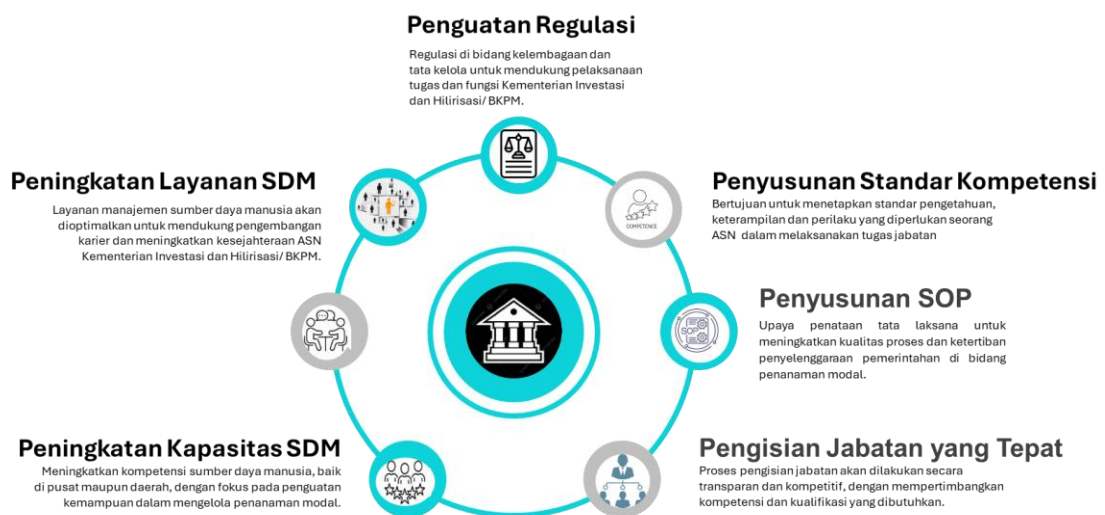 Penguatan Regulasi
Regulasi di bidang kelembagaan dan
tata kelola untuk mendukung pelaksanaan
tugas dan fungsi Kementerian Investasi
dan Hilirisasi/ BKPM.
Peningkatan Layanan SDM
Layanan manajemen sumber daya manusia akan
dioptimalkan untuk mendukung pengembangan
karier dan meningkatkan kesejahteraan ASN
Kementerian Investasi dan Hilirisasi/ BKPM.
Penyusunan Standar Kompetensi
Bertujuan untuk menetapkan standar pengetahuan,
keterampilan dan perilaku yang diperlukan seorang
ASN dalam melaksanakan tugas jabatan
COMPETENCE
Penyusunan SOP
Upaya penataan tata laksana untuk
meningkatkan kualitas proses dan ketertiban
penyelenggaraan pemerintahan di bidang
penanaman modal.
SOP
Peningkatan Kapasitas SDM
Meningkatkan kompetensi sumber daya manusia, baik
di pusat maupun daerah, dengan fokus pada penguatan
kemampuan dalam mengelola penanaman modal.
Pengisian Jabatan yang Tepat
Proses pengisian jabatan akan dilakukan secara
transparan dan kompetitif, dengan mempertimbangkan
kompetensi dan kualifikasi yang dibutuhkan.